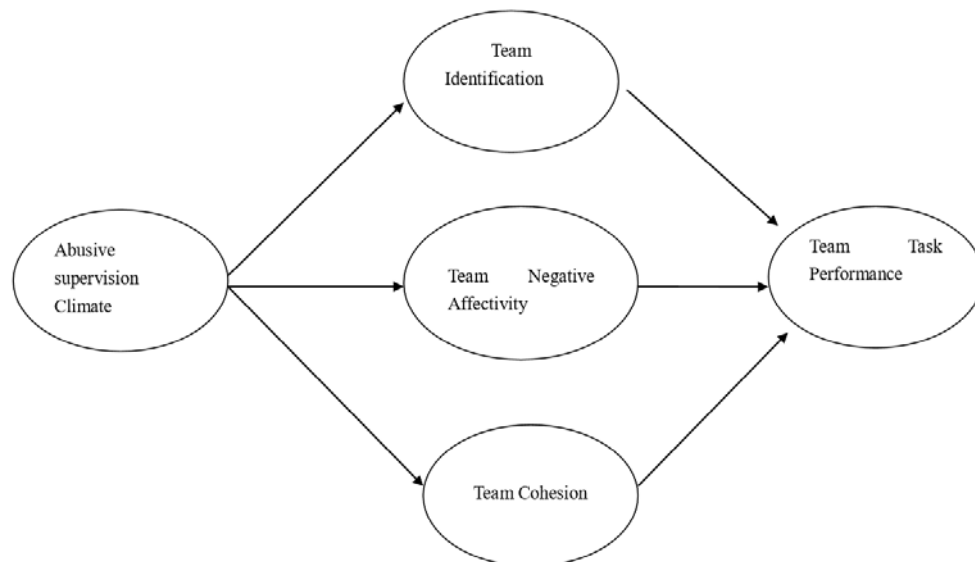 Team
Identification
Abusive
supervision
Climate
Team Negative
Affectivity
Team Task
Performance
Team Cohesion